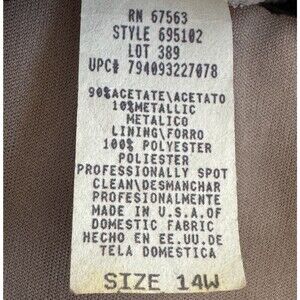 RN 67563
STYLE 695102
LOT 389
UPC# 794093227078
90%ACETATE\ACETATO
10%METALLIC
METALICO
LINING\FORRO
100% POLYESTER
POLIESTER
PROFESSIONALLY SPOT
CLEAN\DESMANCHAR
PROFESIONALMENTE
MADE IN U.S.A.OF
DOMESTIC FABRIC
HECHO EN EE.UU.DE
TELA DOMESTICA
SIZE 14W